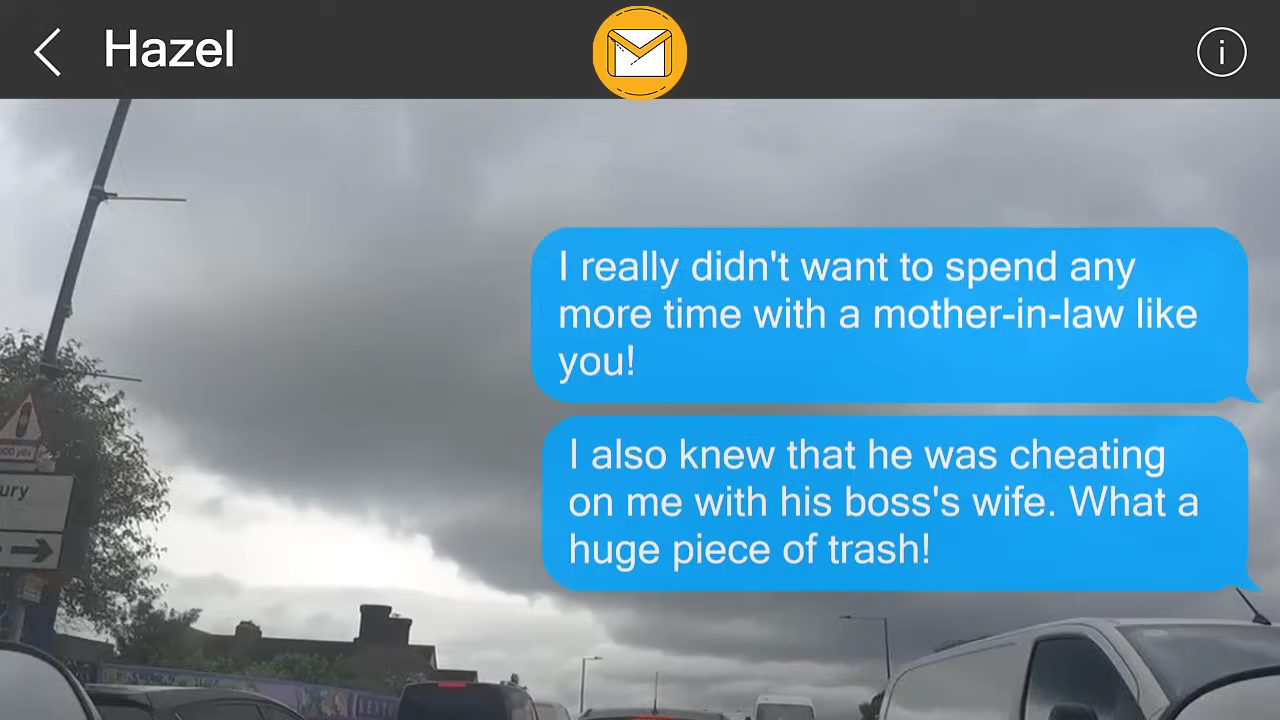 Hazel
i
I really didn't want to spend any
more time with a mother-in-law like
you!
I also knew that he was cheating
on me with his boss's wife. What a
huge piece of trash!
ury